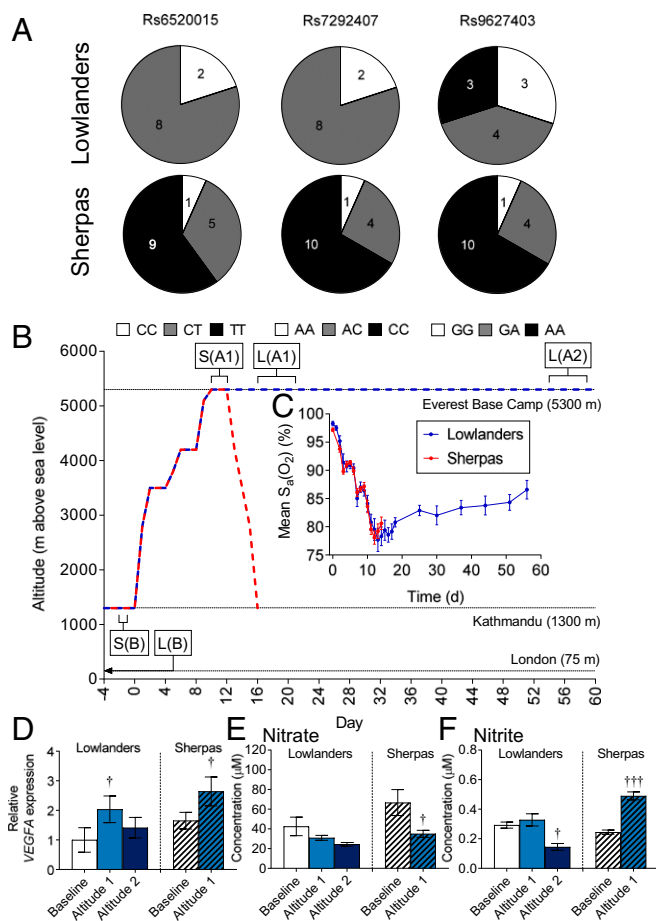 A
Rs6520015 Rs7292407 Rs9627403
Lowlanders
2 2 3 3
8 8 4
Sherpas
1 1 1
9 5 10 4 10 4
B
CC CT TT AA AC CC GG GA AA
6000
5000
4000
3000
2000
1000
0
Altitude (m above sea level)
S(A1) L(A1) L(A2)
Everest Base Camp (5300 m)
C
100
95
90
85
80
75
Mean Sa(O2) (%)
Lowlanders
Sherpas
0 10 20 30 40 50 60
Time (d)
Kathmandu (1300 m)
S(B) L(B)
London (75 m)
4 0 4 8 12 16 20 24 28 32 36 40 44 48 52 56 60
Day
D
Lowlanders Sherpas
4
3
2
1
0
Relative
VEGFA expression
† †
Baseline Altitude 1 Altitude 2 Baseline Altitude 1
E Nitrate
Lowlanders Sherpas
120
100
80
60
40
20
0
Concentration (µM)
†
Baseline Altitude 1 Altitude 2 Baseline Altitude 1
F Nitrite
Lowlanders Sherpas
0.8
0.6
0.4
0.2
0.0
Concentration (µM)
† †††
Baseline Altitude 1 Altitude 2 Baseline Altitude 1